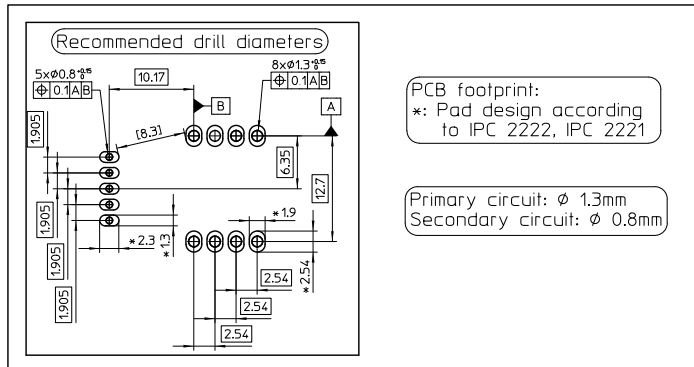 Recommended drill diameters
5xØ0.8 +0.15 0
⌖ 0.1 A B
10.17
8xØ1.3 +0.15 0
⌖ 0.1 A B
B
A
[8.3]
1.905
6.35
12.7
1.905
1.905
1.905
*2.3
*1.3
*1.9
*2.54
2.54
2.54
2.54
PCB footprint:
*: Pad design according
to IPC 2222, IPC 2221
Primary circuit: Ø 1.3mm
Secondary circuit: Ø 0.8mm